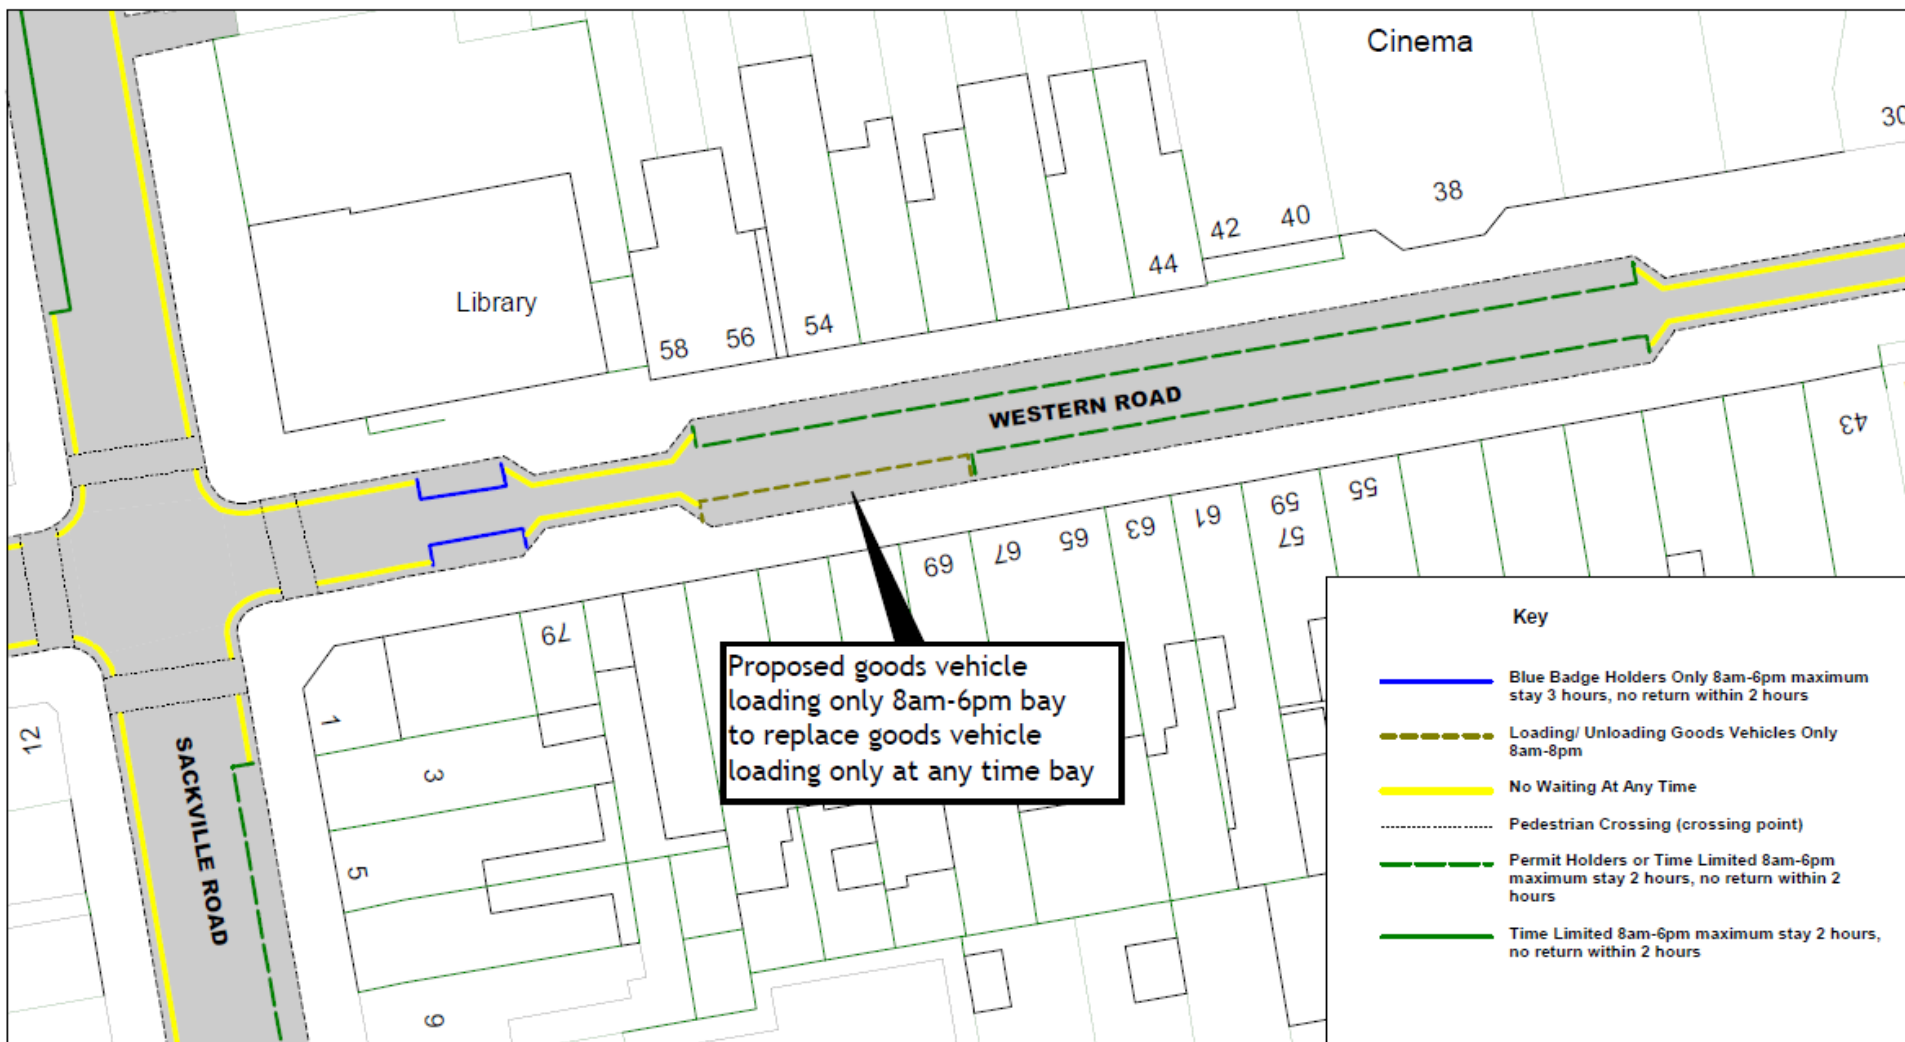 Cinema
30
38
40
42
44
Library
54
56
58
WESTERN ROAD
43
55
59
57
61
63
65
67
69
79
Proposed goods vehicle
loading only 8am-6pm bay
to replace goods vehicle
loading only at any time bay
1
3
5
9
12
SACKVILLE ROAD
Key
Blue Badge Holders Only 8am-6pm maximum
stay 3 hours, no return within 2 hours
Loading/ Unloading Goods Vehicles Only
8am-8pm
No Waiting At Any Time
Pedestrian Crossing (crossing point)
Permit Holders or Time Limited 8am-6pm
maximum stay 2 hours, no return within 2
hours
Time Limited 8am-6pm maximum stay 2 hours,
no return within 2 hours